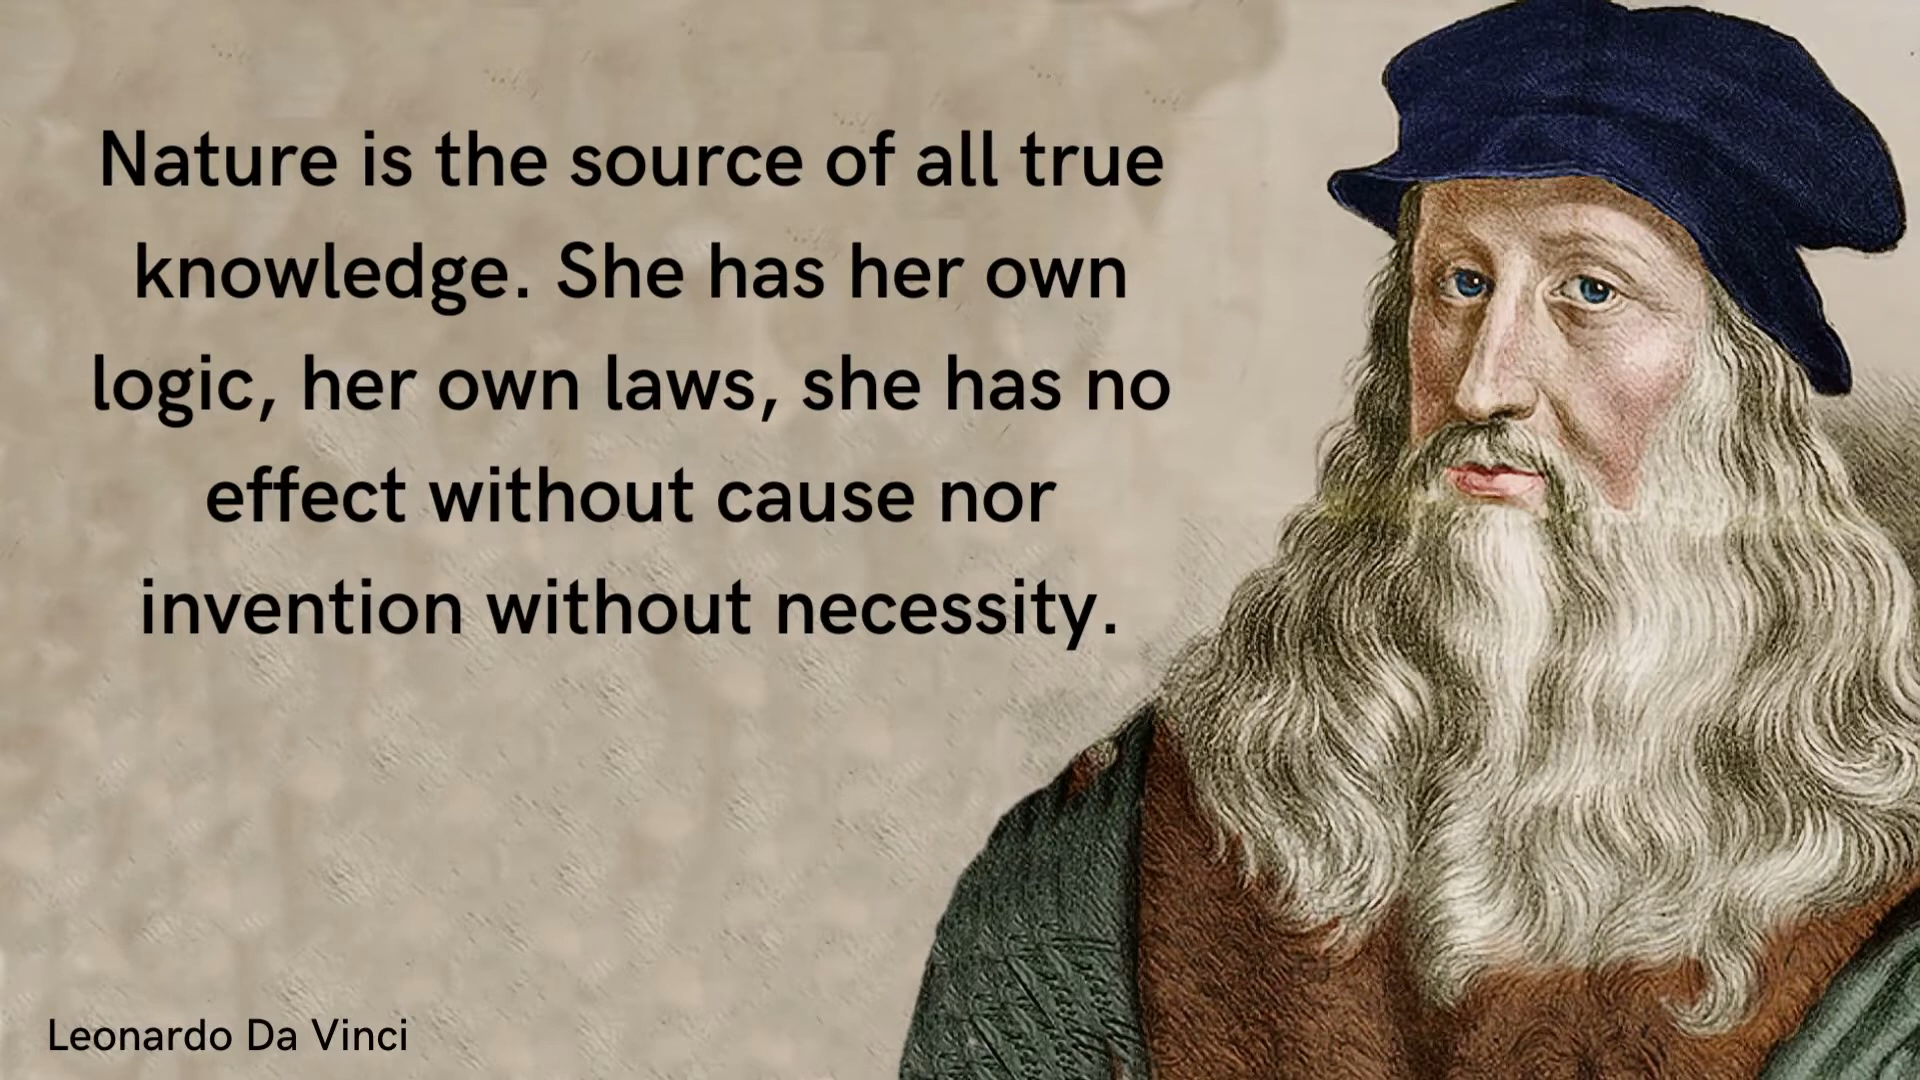 Nature is the source of all true
knowledge. She has her own
logic, her own laws, she has no
effect without cause nor
invention without necessity.
Leonardo Da Vinci